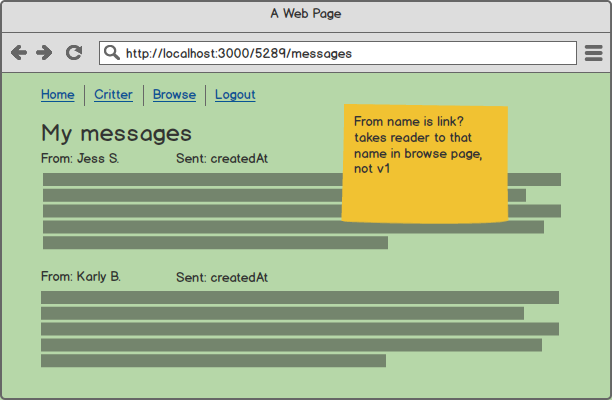 A Web Page
http://localhost:3000/5289/messages
Home Critter Browse Logout
My messages
From: Jess S. Sent: createdAt
From name is link?
takes reader to that
name in browse page,
not v1
From: Karly B. Sent: createdAt